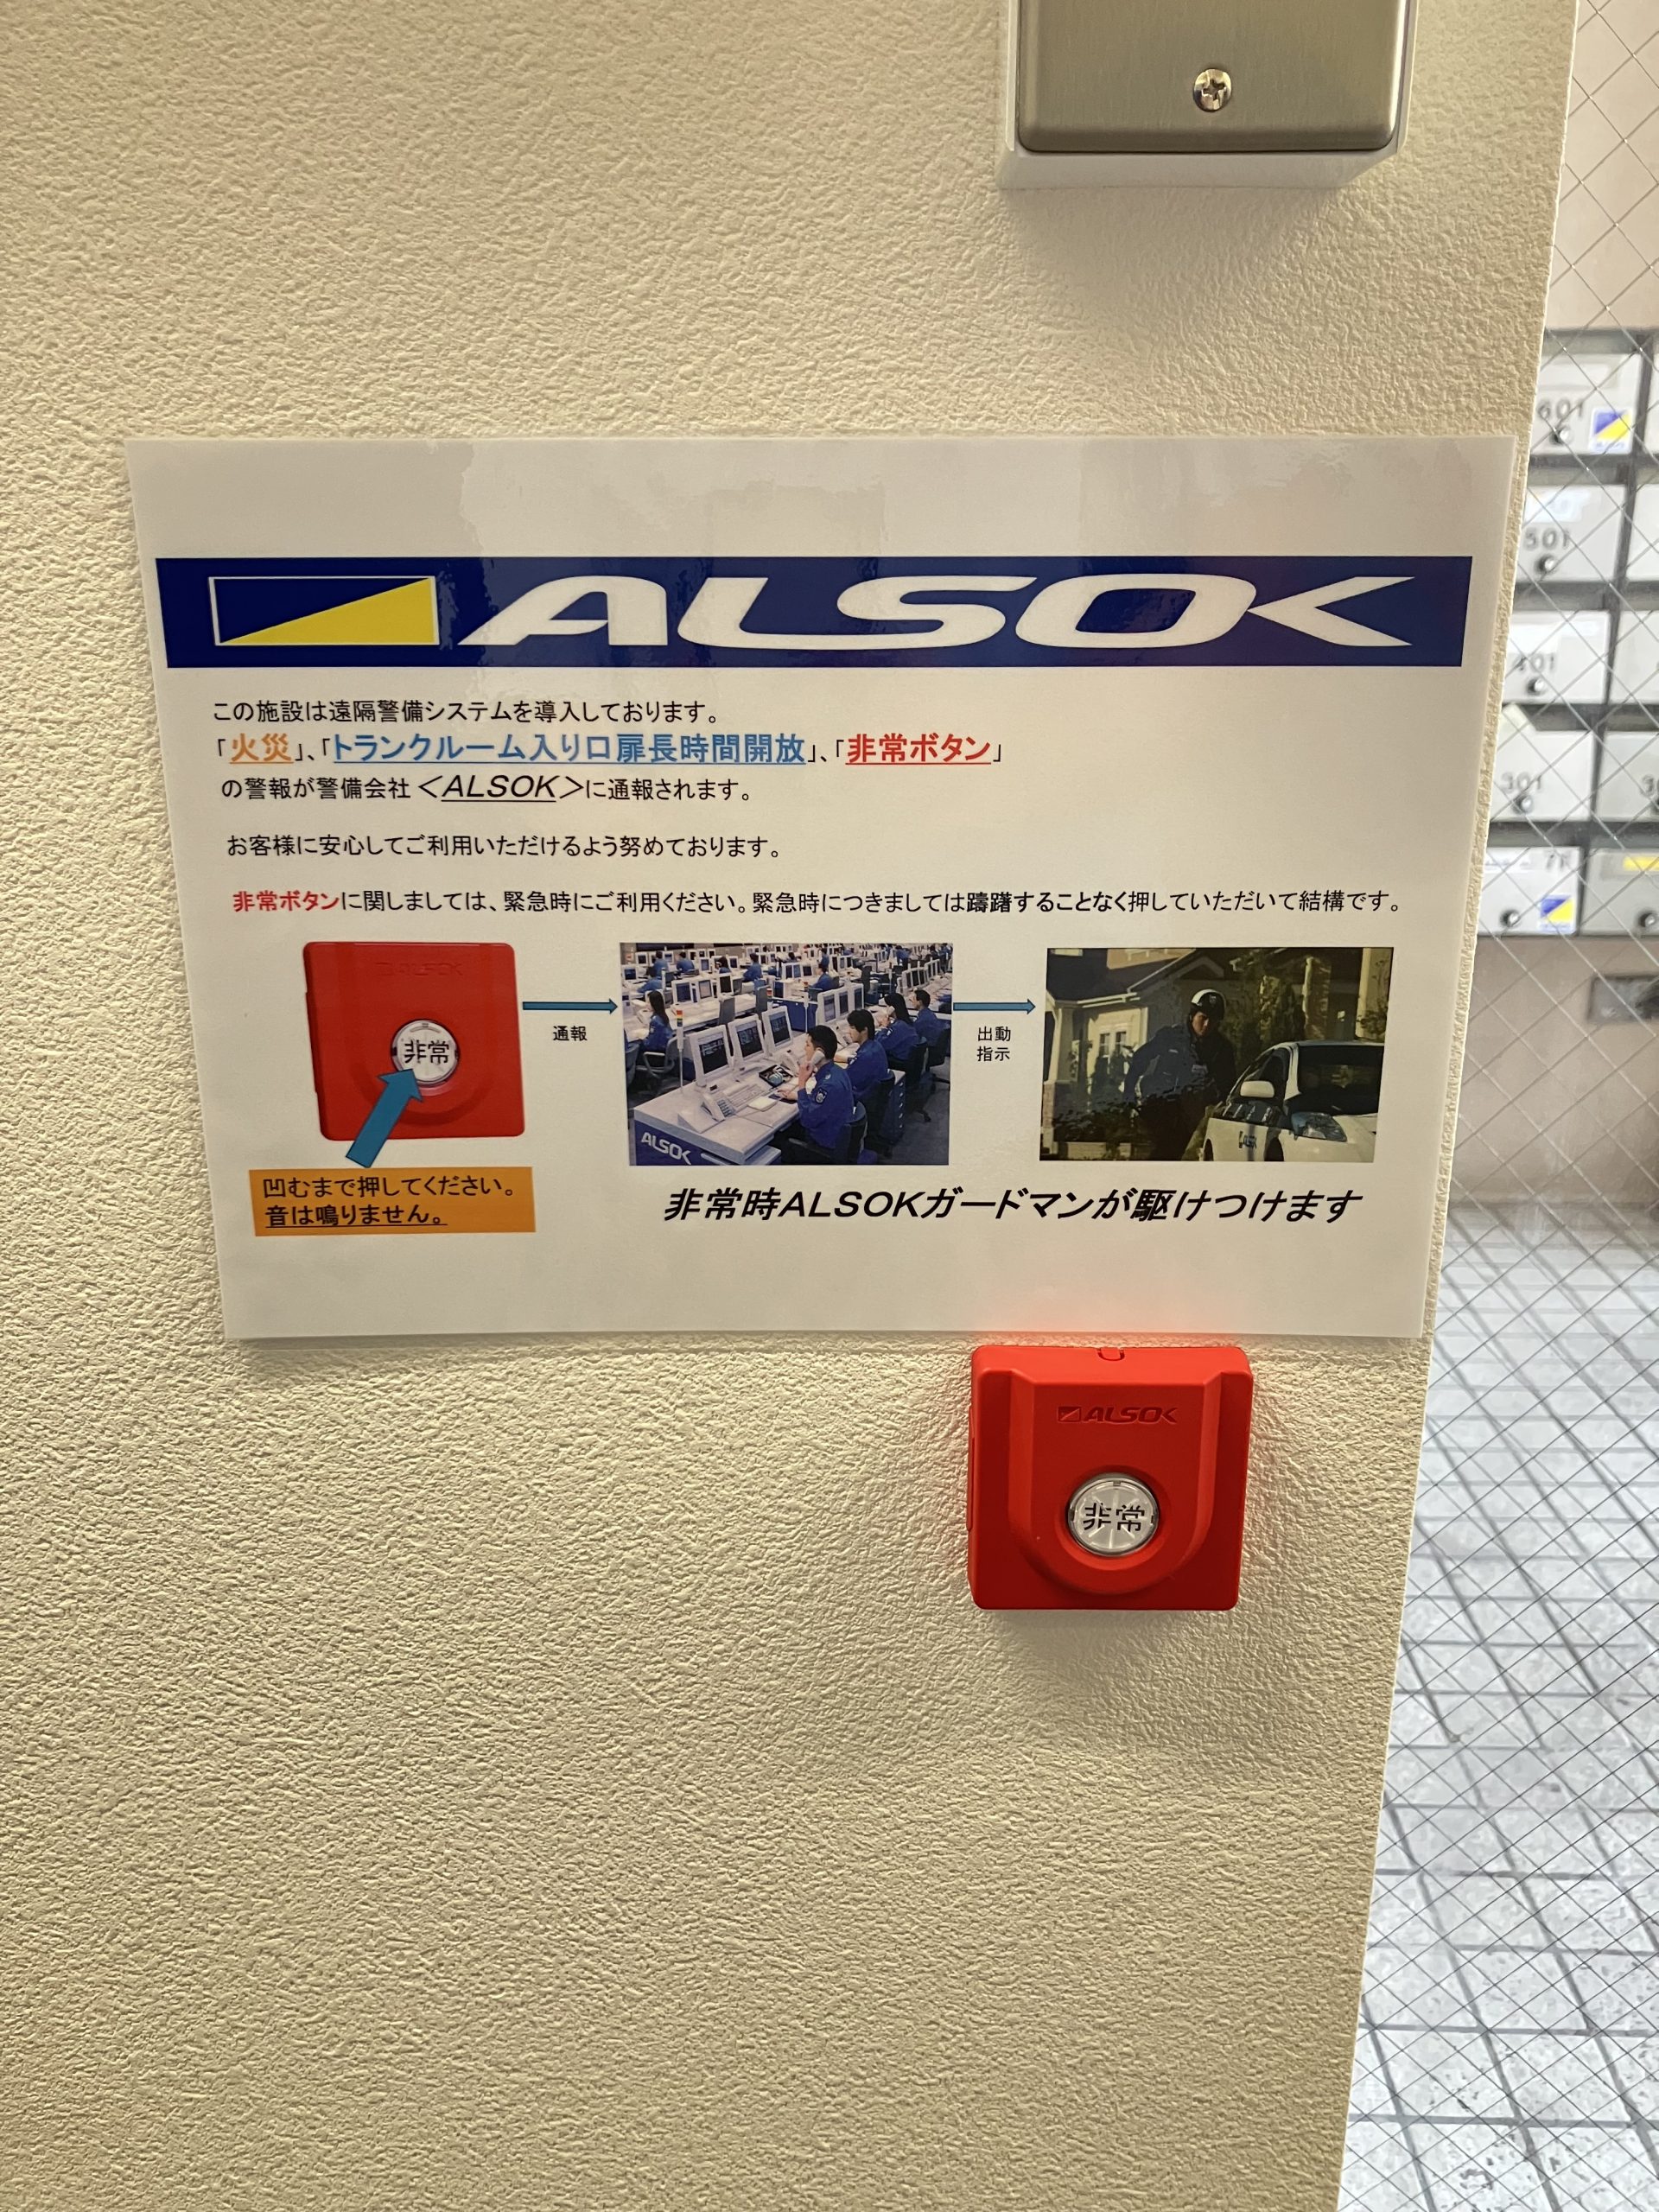 ALSOK
この施設は遠隔警備システムを導入しております。
「火災」、「トランクルーム入り口扉長時間開放」、「非常ボタン」
の警報が警備会社<ALSOK>に通報されます。
お客様に安心してご利用いただけるよう努めております。
非常ボタンに関しましては、緊急時にご利用ください。緊急時につきましては躊躇することなく押していただいて結構です。
ALSOK
非常
通報
ALSOK
出動
指示
凹むまで押してください。
音は鳴りません。
非常時ALSOKガードマンが駆けつけます
ALSOK
非常
601
501
401
301